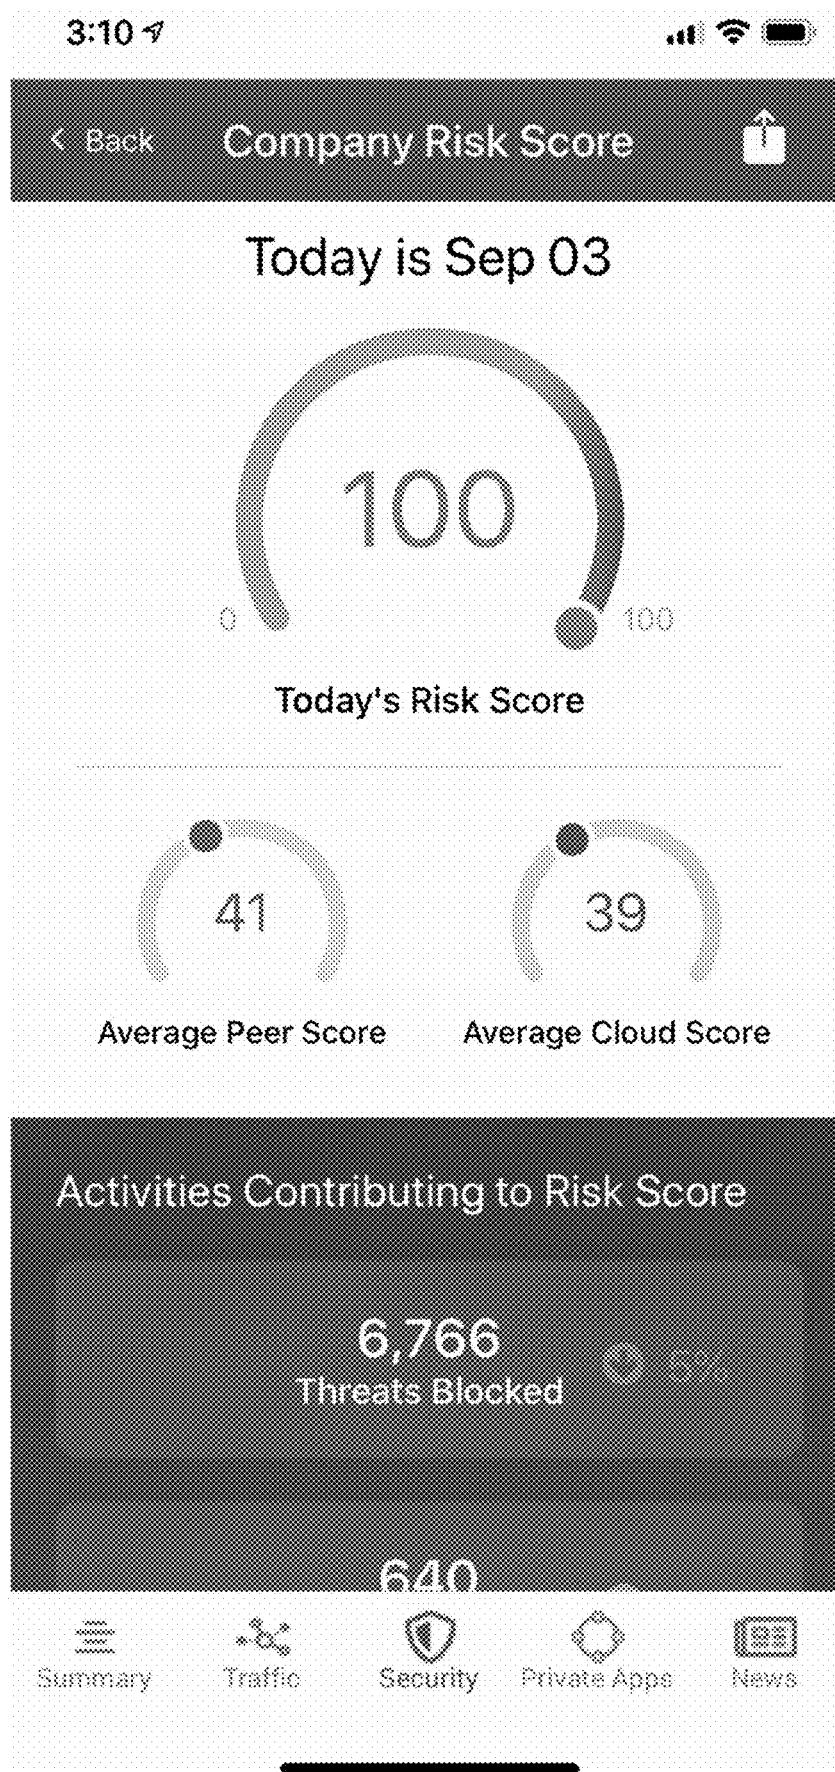 3:10
Back
Company Risk Score
Today is Sep 03
100
0
100
Today's Risk Score
41
39
Average Peer Score
Average Cloud Score
Activities Contributing to Risk Score
6,766
Threats Blocked
640
Summary
Traffic
Security
Private Apps
News